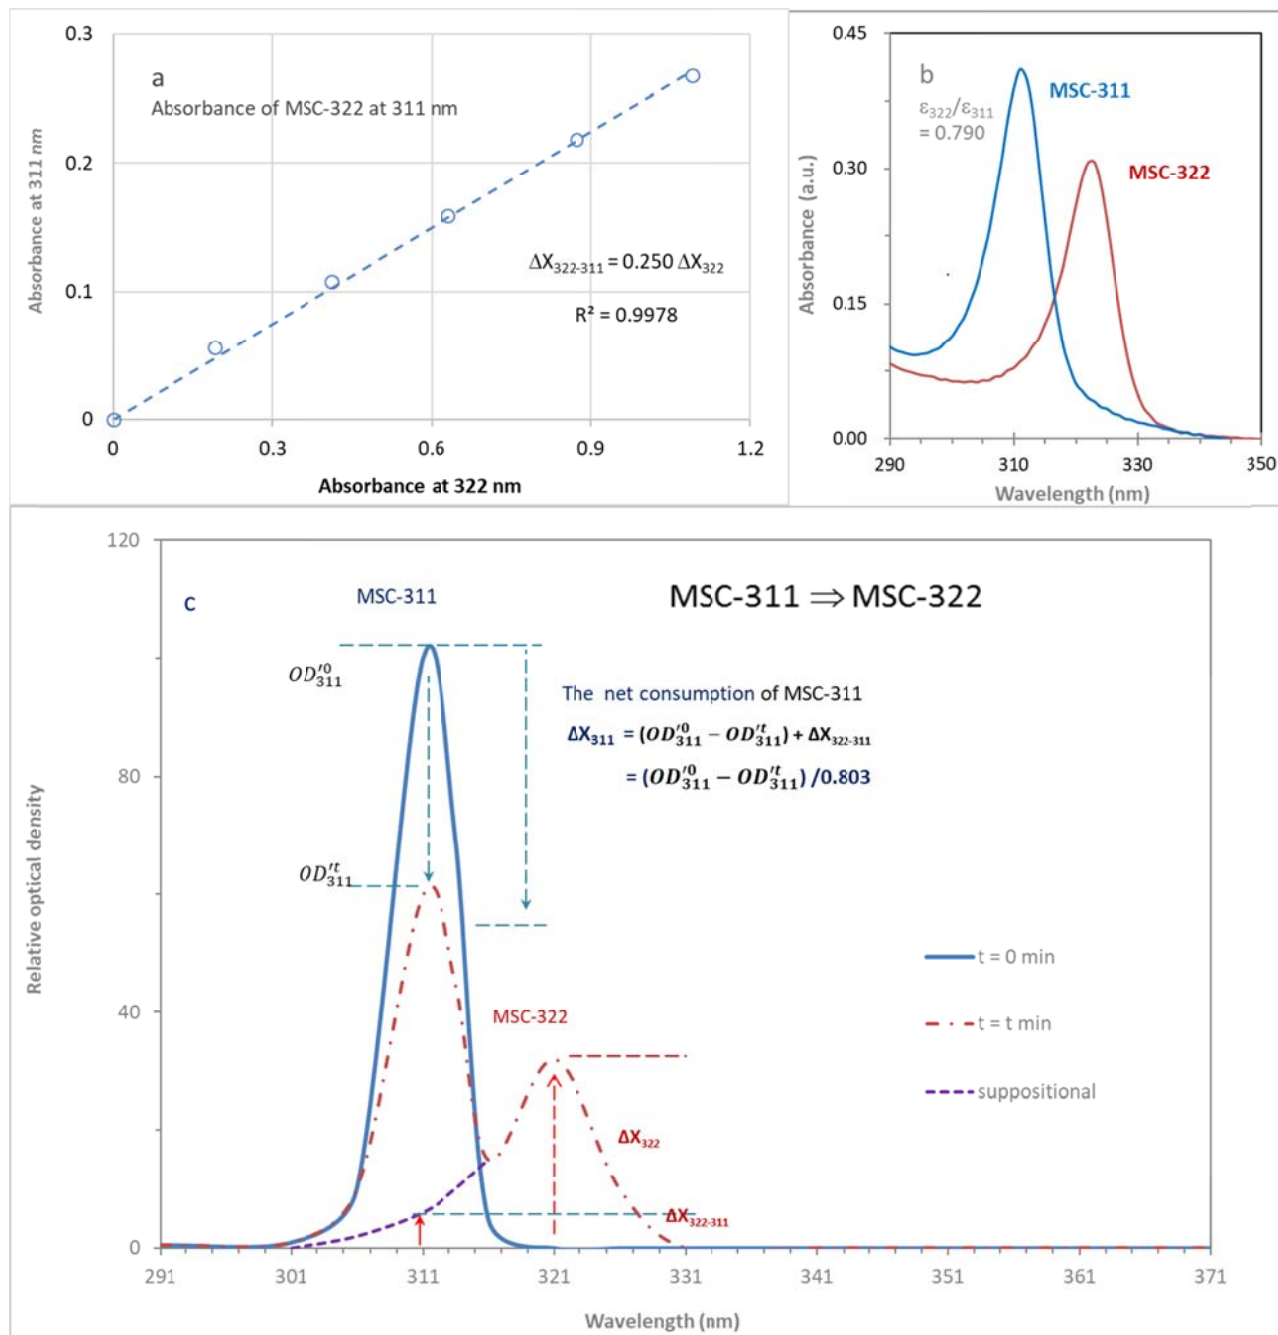 0.3
a
Absorbance of MSC-322 at 311 nm
0.2
Absorbance at 311 nm
0.1
ΔX322-311 = 0.250 ΔX322
R² = 0.9978
0
0 0.3 0.6 0.9 1.2
Absorbance at 322 nm
0.45
b
MSC-311
ε322/ε311
= 0.790
0.30
MSC-322
Absorbance (a.u.)
0.15
0.00
290 310 330 350
Wavelength (nm)
120
c
MSC-311
MSC-311 ⇒ MSC-322
OD′⁰311
The net consumption of MSC-311
ΔX311 = (OD′⁰311 − OD′ᵗ311) + ΔX322-311
= (OD′⁰311 − OD′ᵗ311) /0.803
80
OD′ᵗ311
Relative optical density
t = 0 min
40
MSC-322
t = t min
suppositional
ΔX322
ΔX322-311
0
291 301 311 321 331 341 351 361 371
Wavelength (nm)